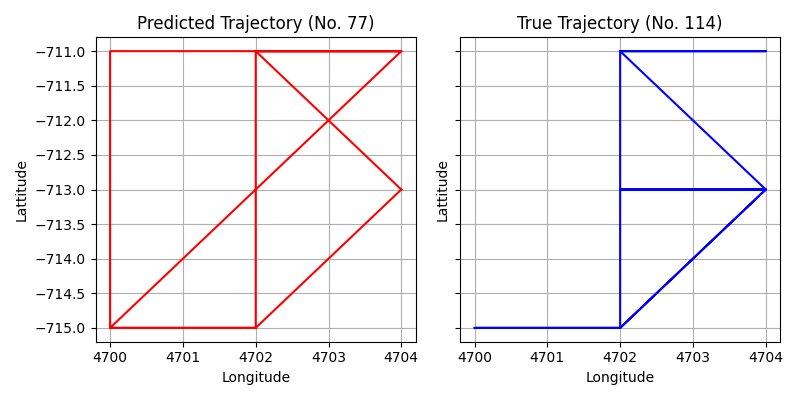 Predicted Trajectory (No. 77)
True Trajectory (No. 114)
−711.0
−711.5
−712.0
−712.5
−713.0
−713.5
−714.0
−714.5
−715.0
Lattitude
Lattitude
4700 4701 4702 4703 4704
4700 4701 4702 4703 4704
Longitude
Longitude